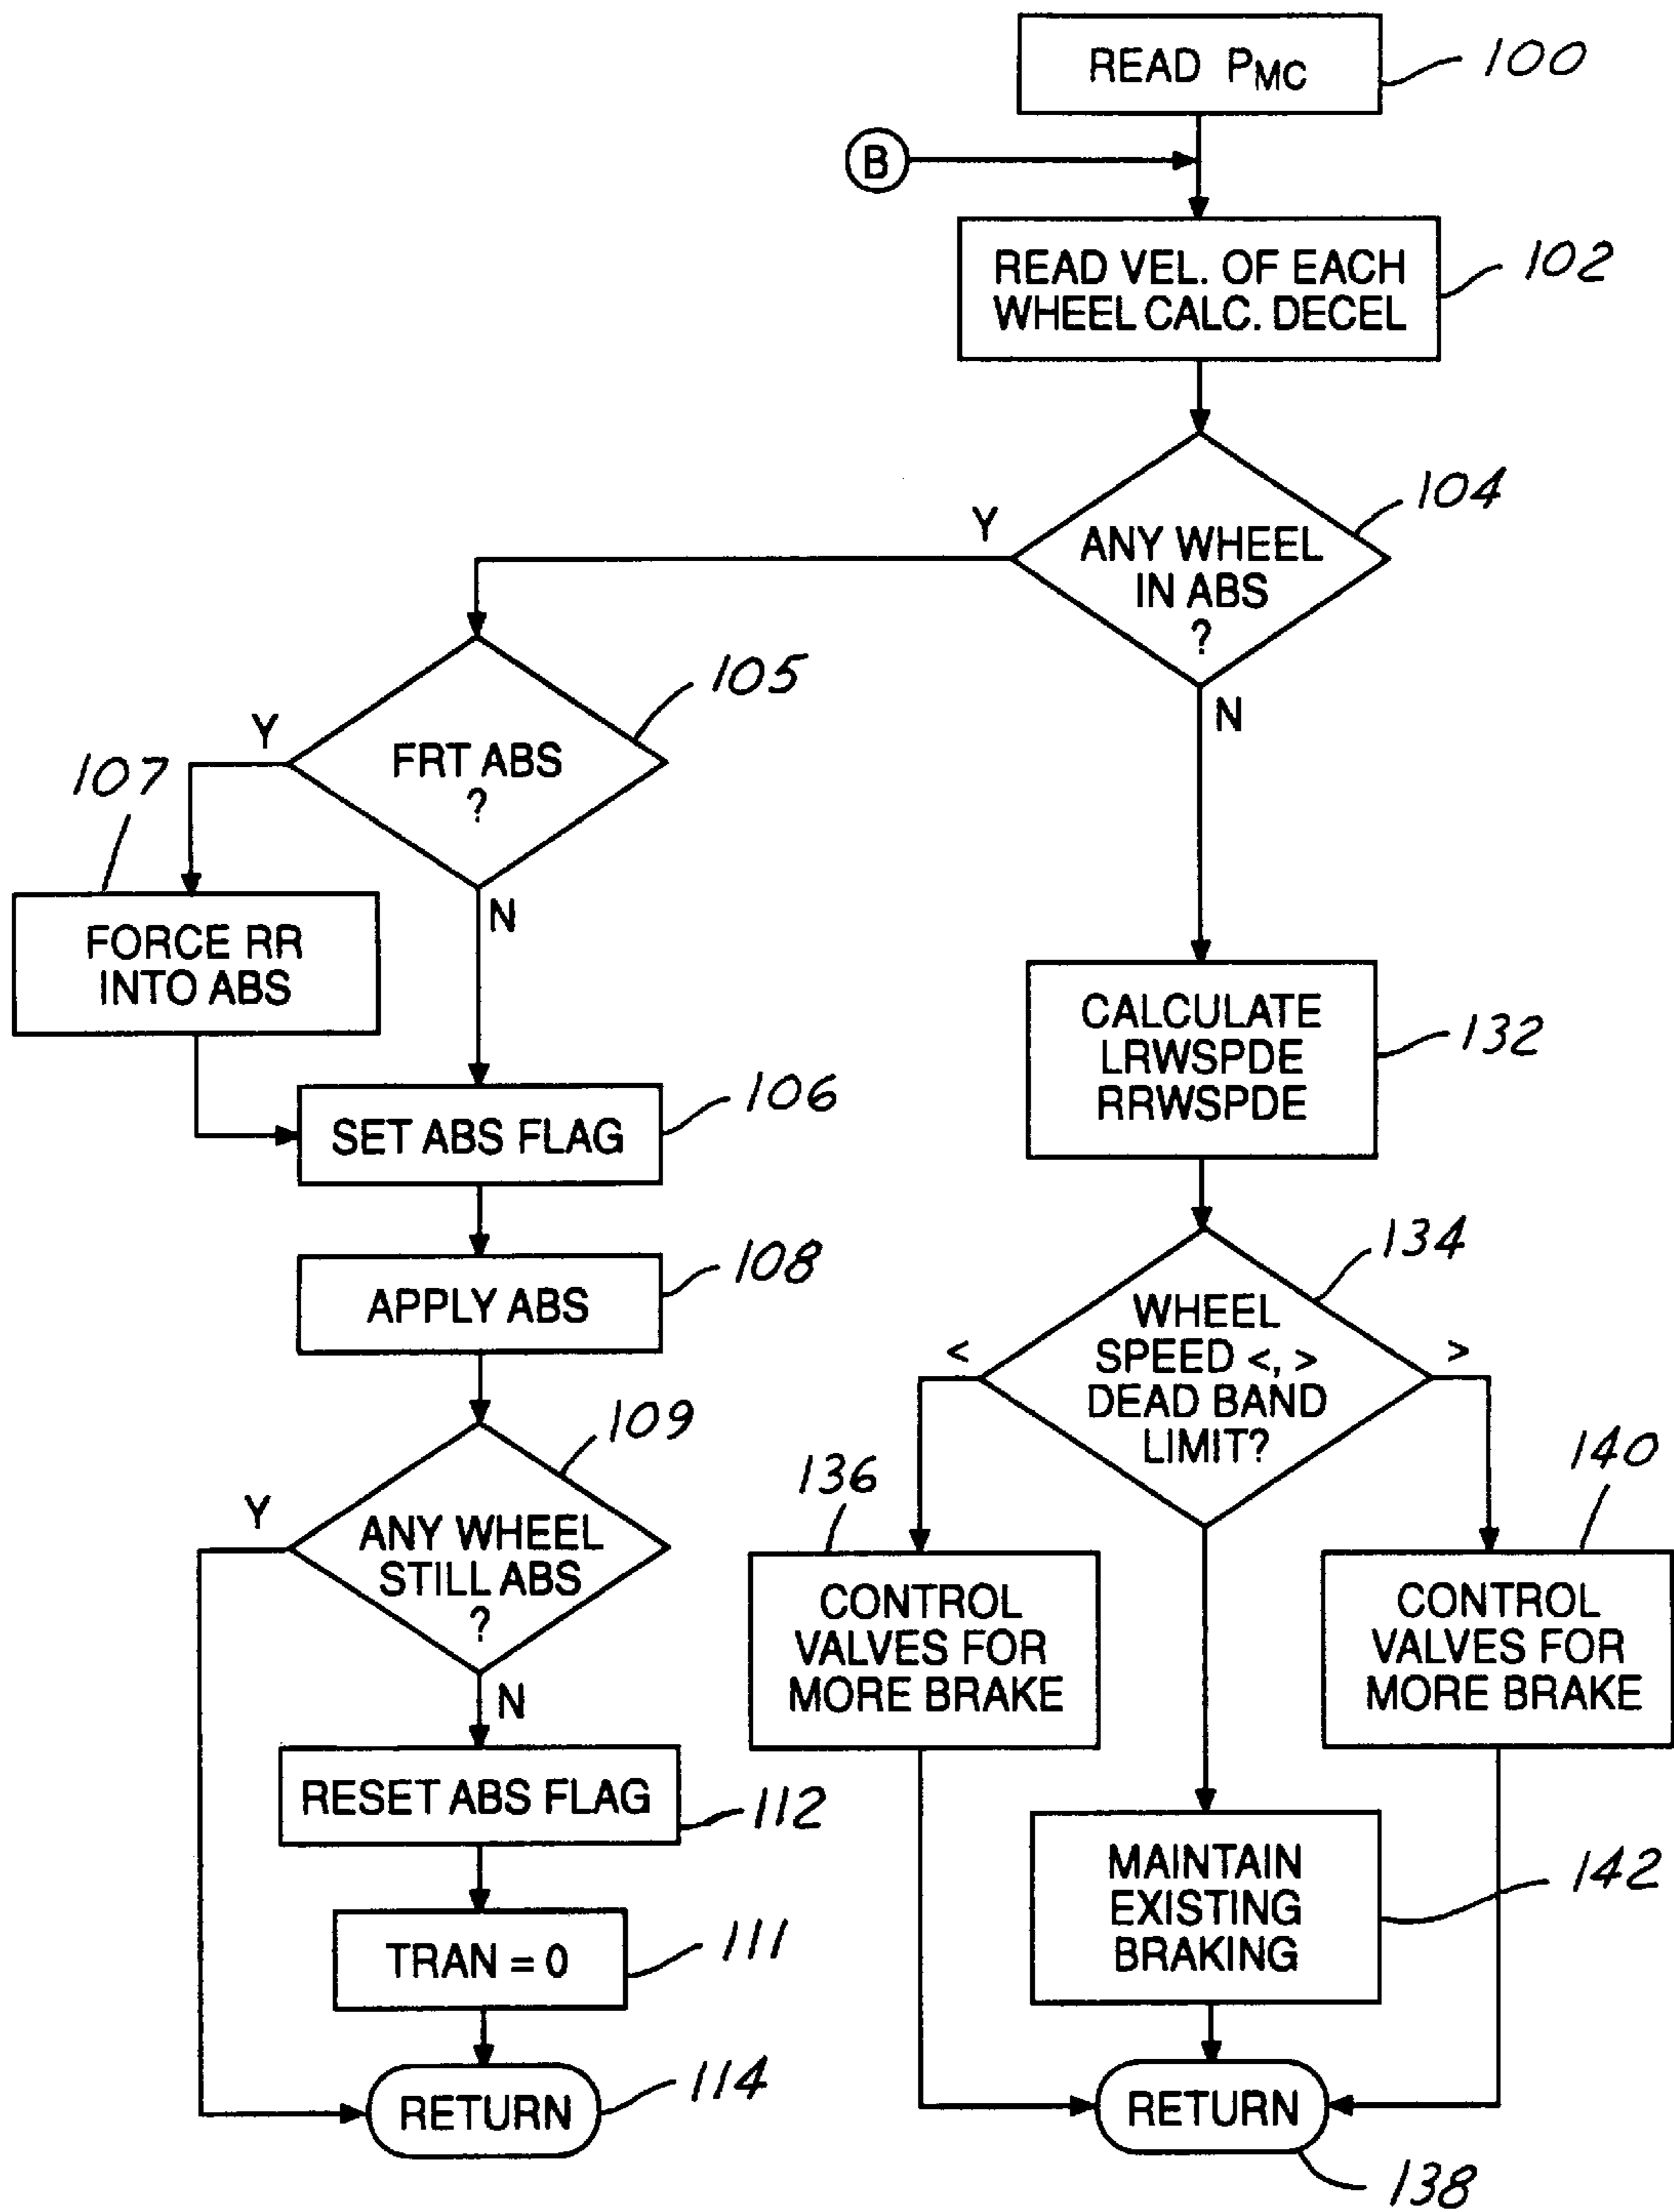 READ PMC
100
B
READ VEL. OF EACH
WHEEL CALC. DECEL
102
104
Y
ANY WHEEL
IN ABS
?
N
105
Y
FRT ABS
?
N
107
FORCE RR
INTO ABS
CALCULATE
LRWSPDE
RRWSPDE
132
SET ABS FLAG
106
APPLY ABS
108
134
WHEEL
SPEED <, >
DEAD BAND
LIMIT?
<
>
109
Y
ANY WHEEL
STILL ABS
?
N
136
CONTROL
VALVES FOR
MORE BRAKE
140
CONTROL
VALVES FOR
MORE BRAKE
RESET ABS FLAG
112
MAINTAIN
EXISTING
BRAKING
142
TRAN = 0
111
RETURN
114
RETURN
138